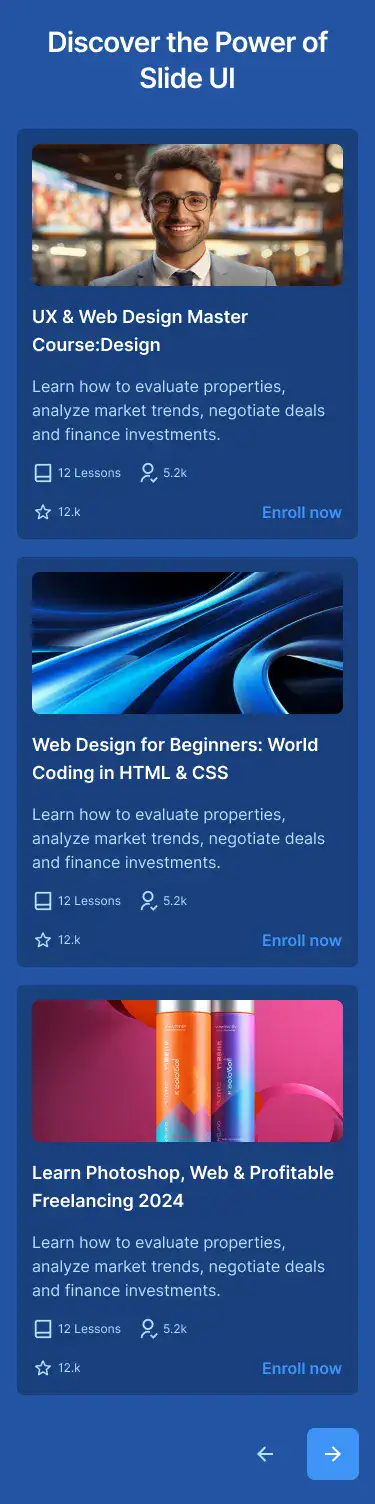 Discover the Power of
Slide UI
UX & Web Design Master
Course:Design
Learn how to evaluate properties,
analyze market trends, negotiate deals
and finance investments.
12 Lessons 5.2k
12.k Enroll now
Web Design for Beginners: World
Coding in HTML & CSS
Learn how to evaluate properties,
analyze market trends, negotiate deals
and finance investments.
12 Lessons 5.2k
12.k Enroll now
Learn Photoshop, Web & Profitable
Freelancing 2024
Learn how to evaluate properties,
analyze market trends, negotiate deals
and finance investments.
12 Lessons 5.2k
12.k Enroll now